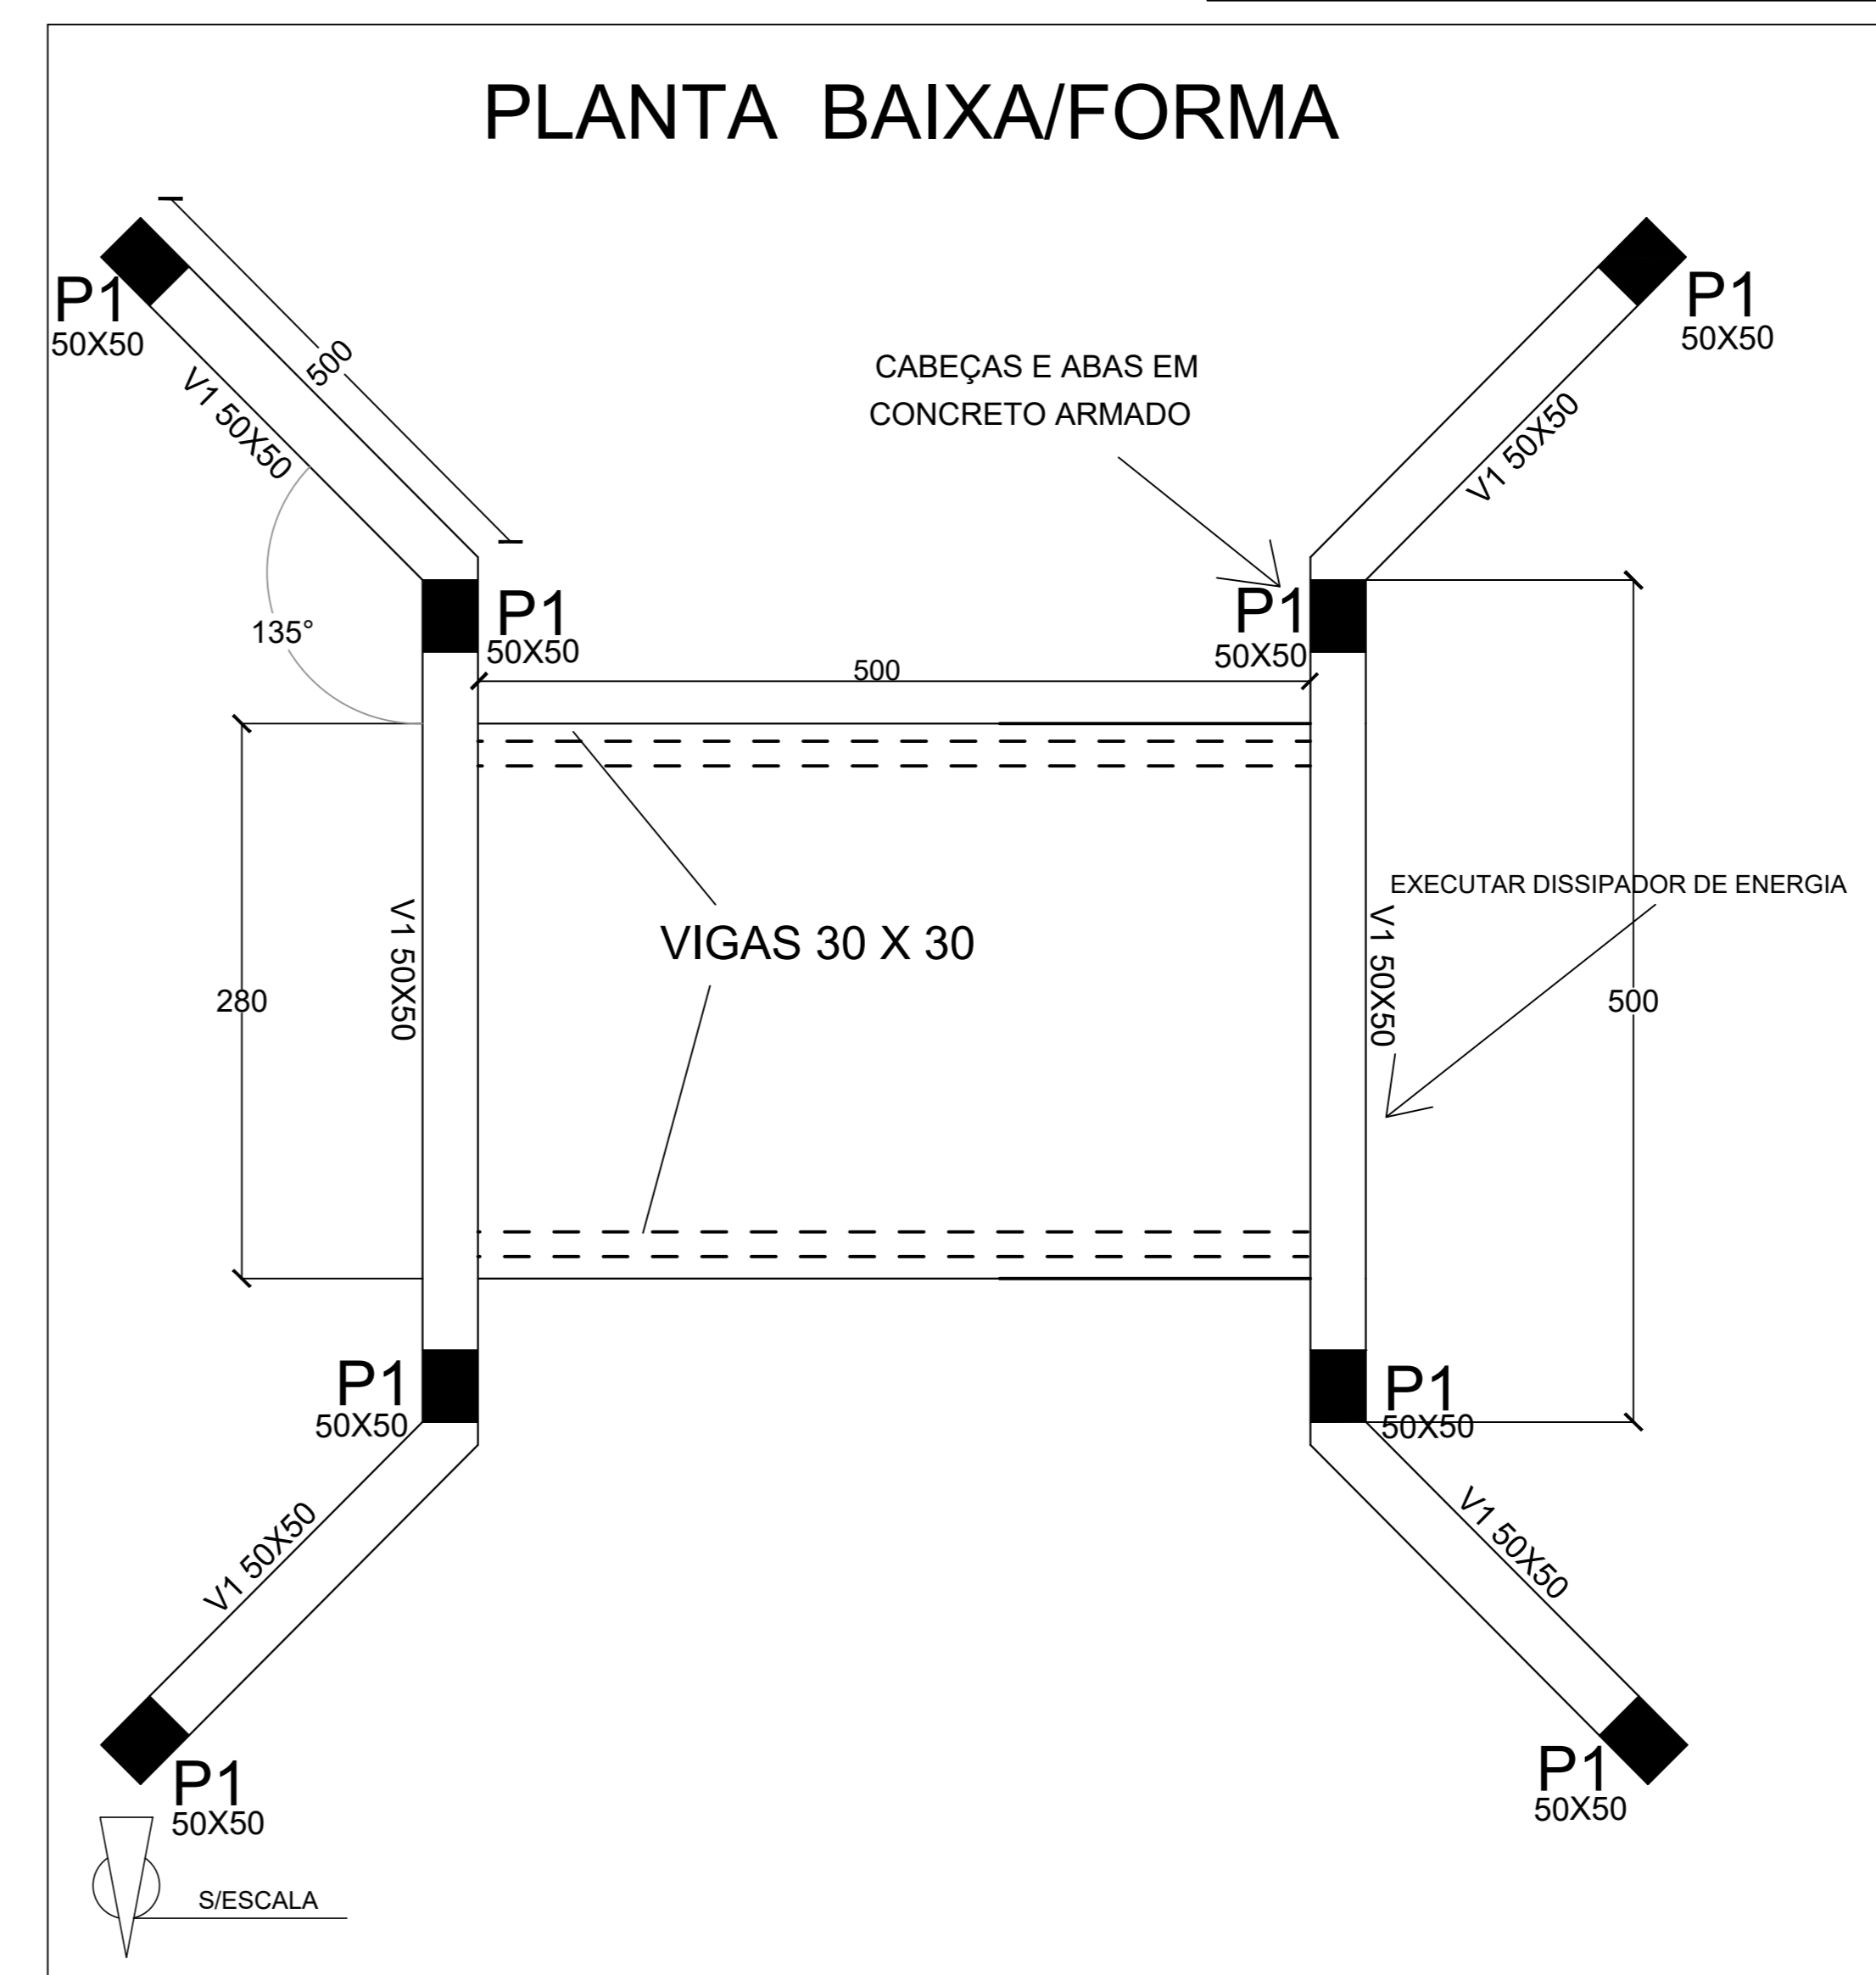 PLANTA BAIXA/FORMA
P1
50X50
P1
50X50
500
V1 50X50
V1 50X50
CABEÇAS E ABAS EM
CONCRETO ARMADO
135°
P1
50X50
P1
50X50
500
EXECUTAR DISSIPADOR DE ENERGIA
VIGAS 30 X 30
V1 50X50
V1 50X50
280
500
P1
50X50
P1
50X50
V1 50X50
V1 50X50
P1
50X50
P1
50X50
S/ESCALA